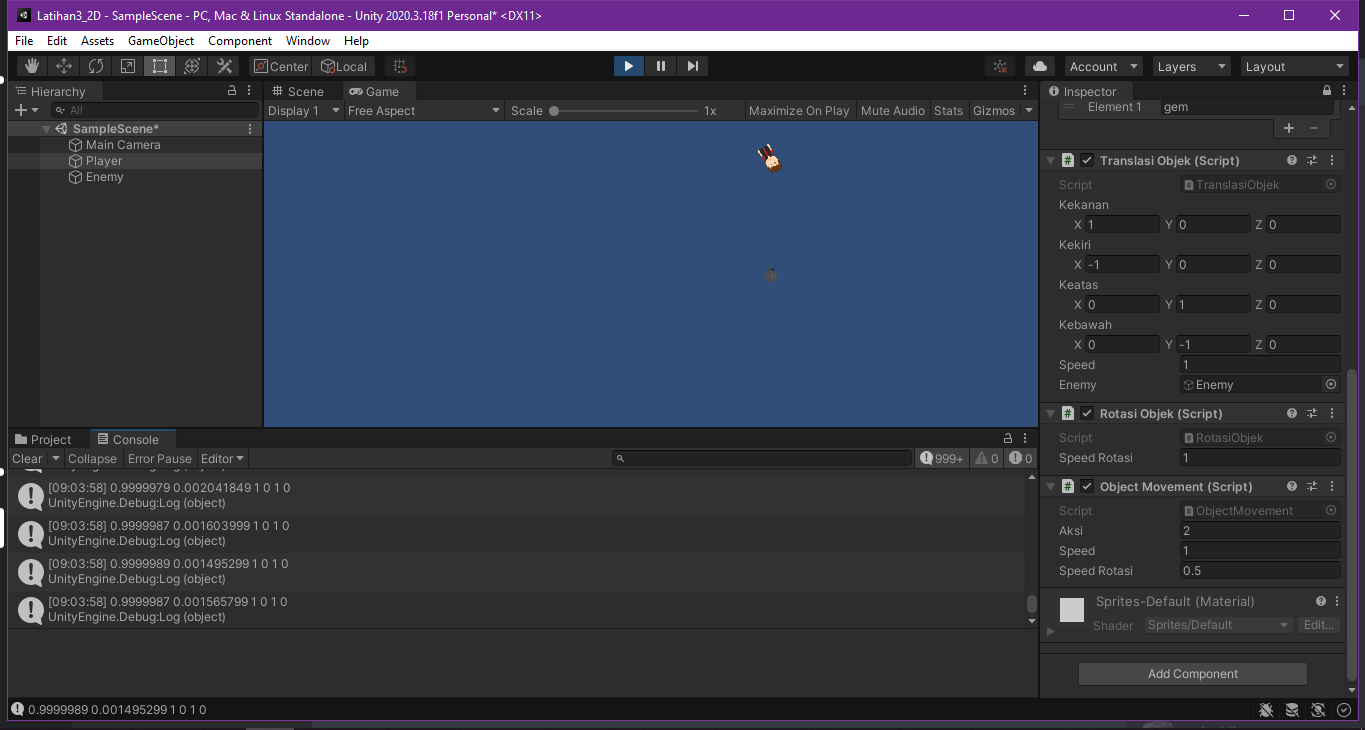 Latihan3_2D - SampleScene - PC, Mac & Linux Standalone - Unity 2020.3.18f1 Personal* <DX11>
File Edit Assets GameObject Component Window Help
Center Local Account Layers Layout
Hierarchy
All
SampleScene*
Main Camera
Player
Enemy
Scene Game
Display 1 Free Aspect Scale 1x Maximize On Play Mute Audio Stats Gizmos
Project Console
Clear Collapse Error Pause Editor 999+ 0 0
[09:03:58] 0.9999979 0.002041849 1 0 1 0
UnityEngine.Debug:Log (object)
[09:03:58] 0.9999987 0.001603999 1 0 1 0
UnityEngine.Debug:Log (object)
[09:03:58] 0.9999989 0.001495299 1 0 1 0
UnityEngine.Debug:Log (object)
[09:03:58] 0.9999987 0.001565799 1 0 1 0
UnityEngine.Debug:Log (object)
0.9999989 0.001495299 1 0 1 0
Inspector
Element 1 gem
Translasi Objek (Script)
Script TranslasiObjek
Kekanan
X 1 Y 0 Z 0
Kekiri
X -1 Y 0 Z 0
Keatas
X 0 Y 1 Z 0
Kebawah
X 0 Y -1 Z 0
Speed 1
Enemy Enemy
Rotasi Objek (Script)
Script RotasiObjek
Speed Rotasi 1
Object Movement (Script)
Script ObjectMovement
Aksi 2
Speed 1
Speed Rotasi 0.5
Sprites-Default (Material)
Shader Sprites/Default Edit...
Add Component